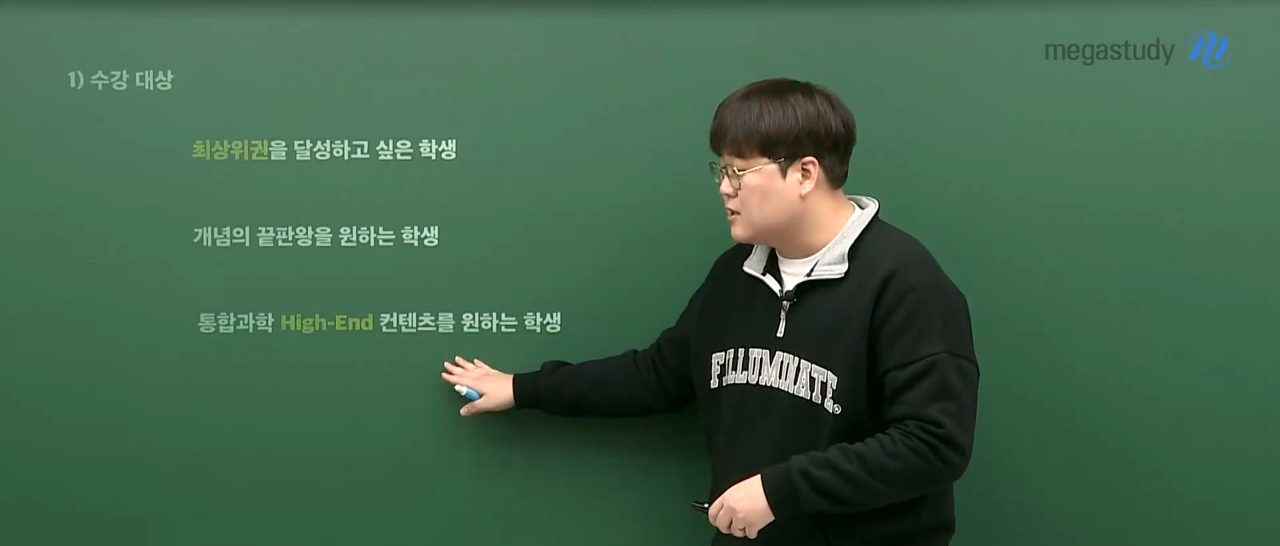 megastudy
1) 수강 대상
최상위권을 달성하고 싶은 학생
개념의 끝판왕을 원하는 학생
통합과학 High-End 컨텐츠를 원하는 학생
F.ILLUMINATE.®